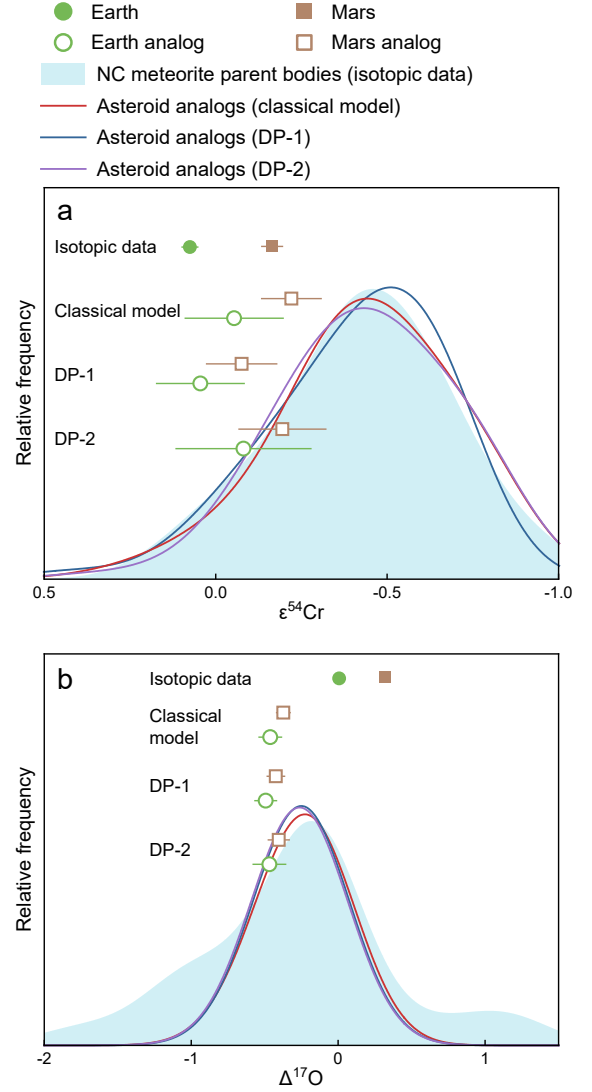 Earth
Mars
Earth analog
Mars analog
NC meteorite parent bodies (isotopic data)
Asteroid analogs (classical model)
Asteroid analogs (DP-1)
Asteroid analogs (DP-2)
a
Isotopic data
Classical model
DP-1
DP-2
Relative frequency
0.5 0.0 -0.5 -1.0
ε⁵⁴Cr
b
Isotopic data
Classical
model
DP-1
DP-2
Relative frequency
-2 -1 0 1
Δ¹⁷O